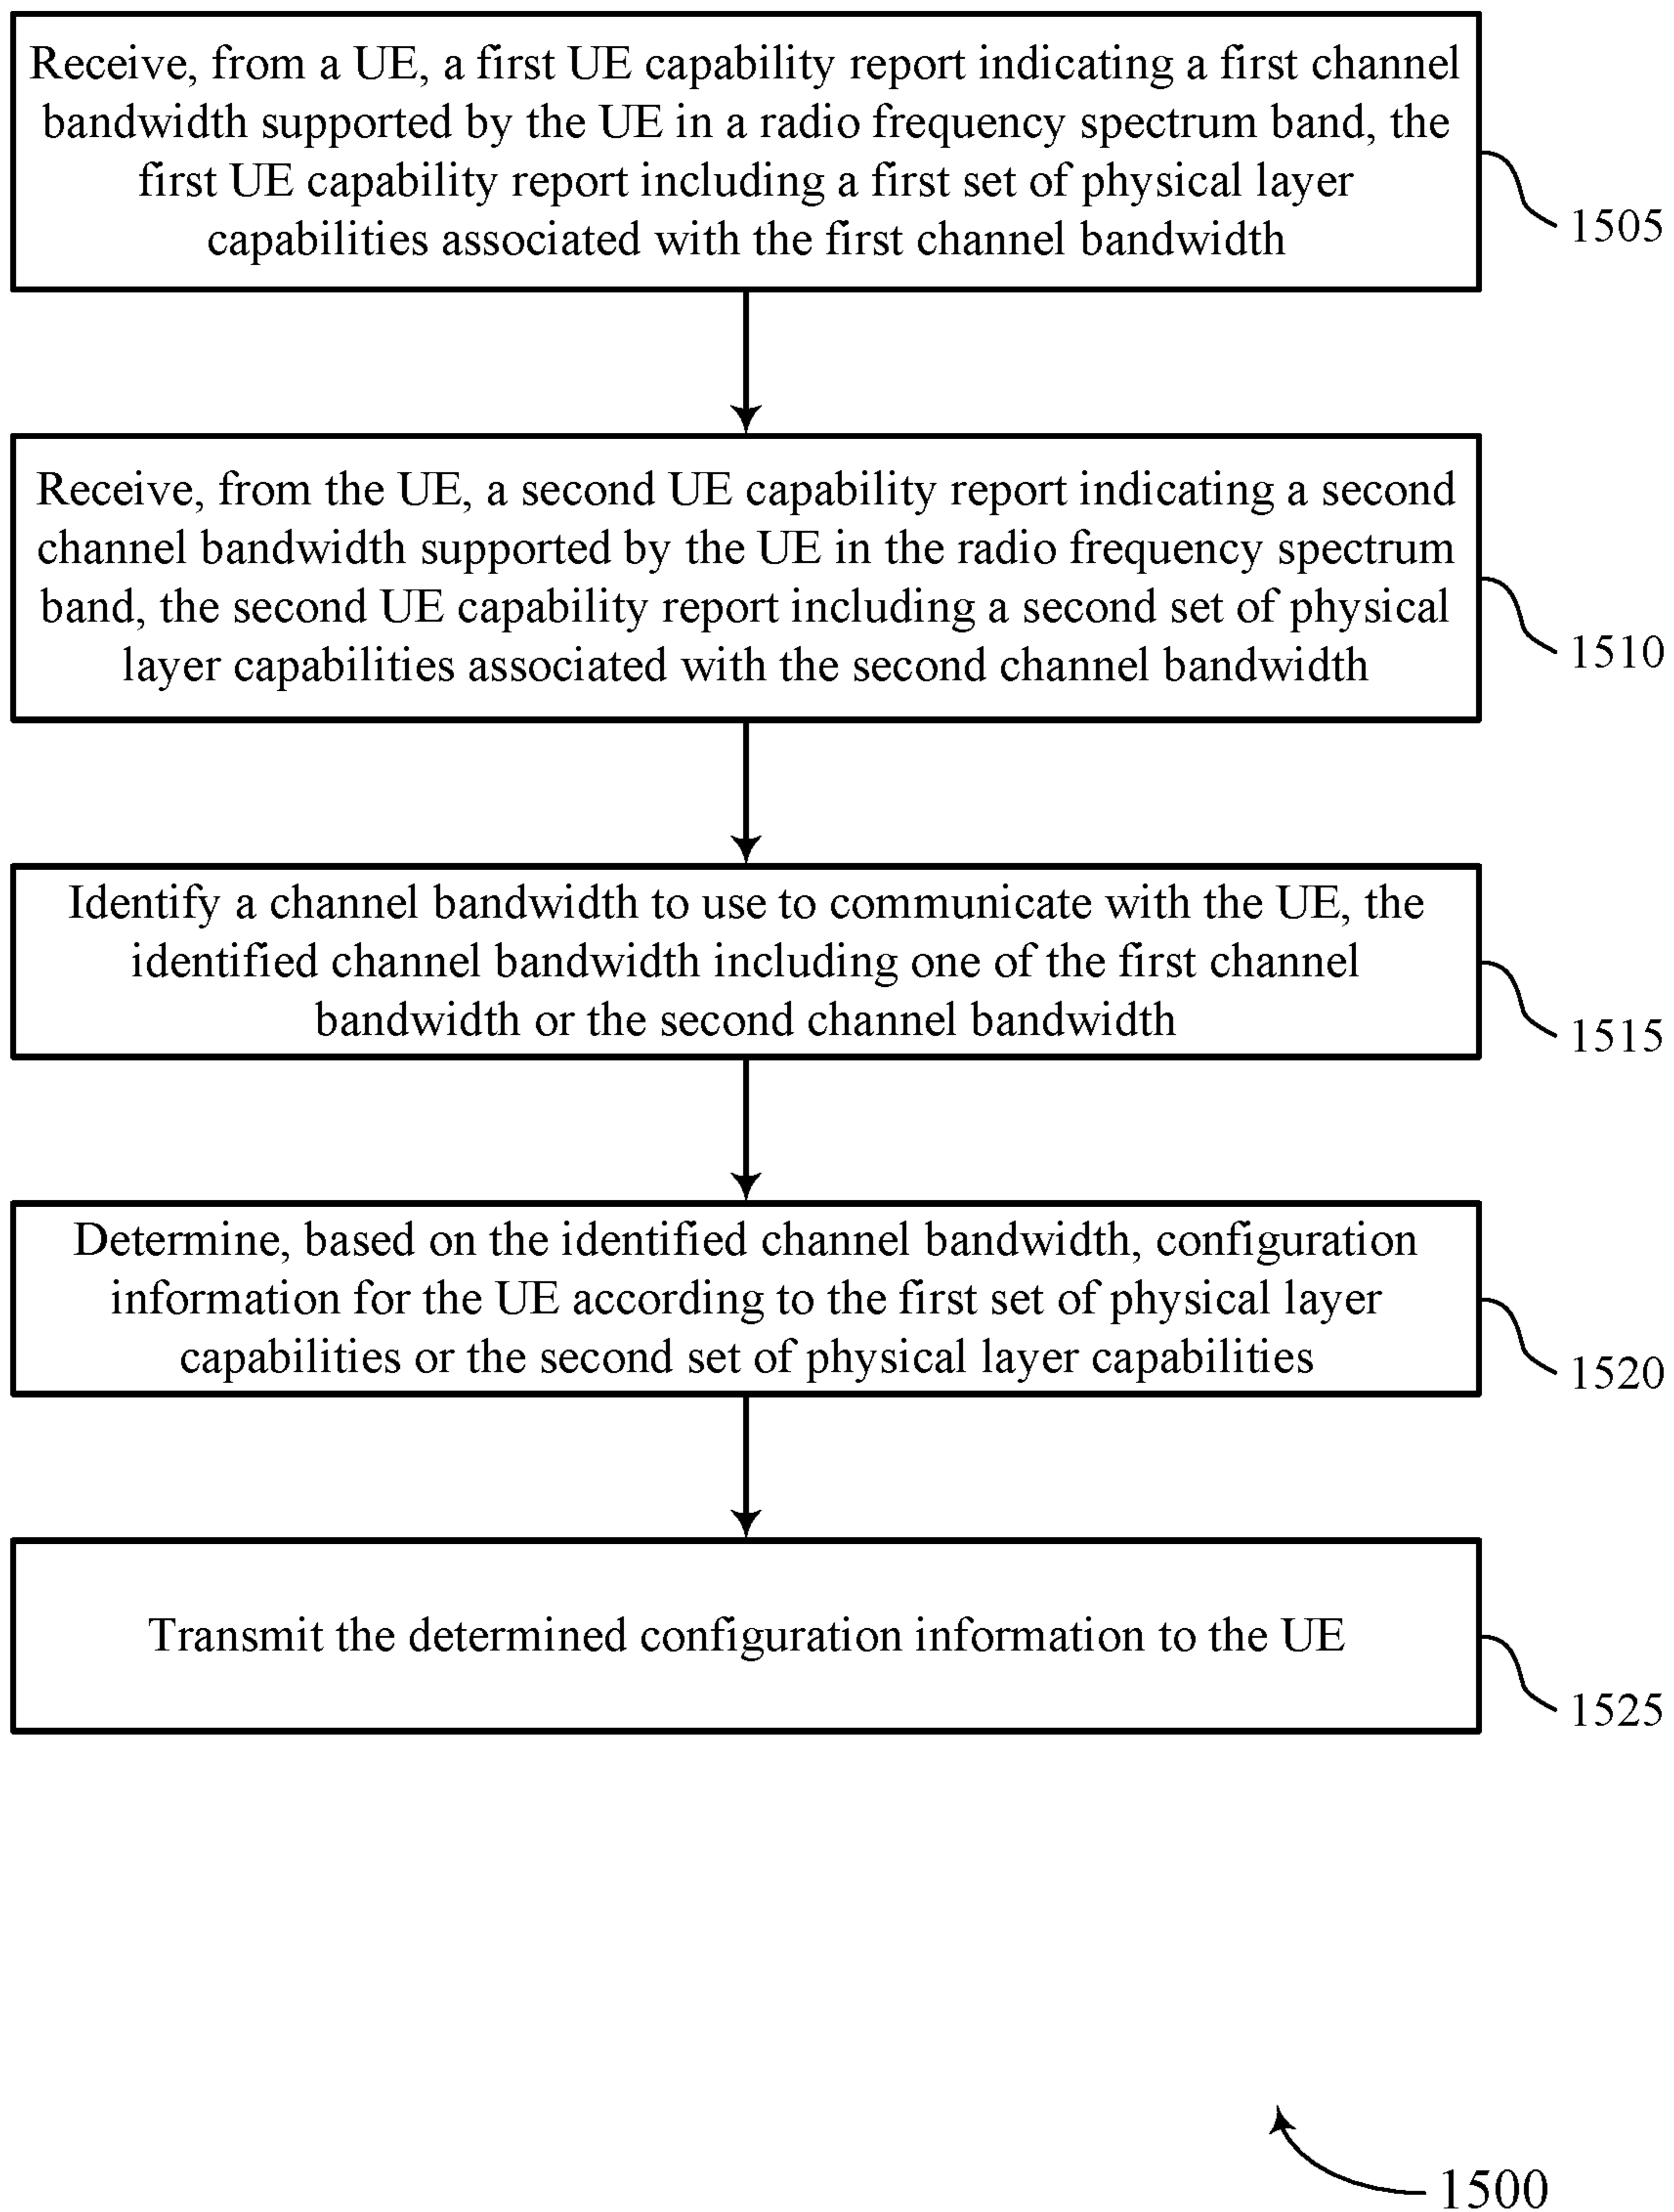 Receive, from a UE, a first UE capability report indicating a first channel
bandwidth supported by the UE in a radio frequency spectrum band, the
first UE capability report including a first set of physical layer
capabilities associated with the first channel bandwidth
1505
Receive, from the UE, a second UE capability report indicating a second
channel bandwidth supported by the UE in the radio frequency spectrum
band, the second UE capability report including a second set of physical
layer capabilities associated with the second channel bandwidth
1510
Identify a channel bandwidth to use to communicate with the UE, the
identified channel bandwidth including one of the first channel
bandwidth or the second channel bandwidth
1515
Determine, based on the identified channel bandwidth, configuration
information for the UE according to the first set of physical layer
capabilities or the second set of physical layer capabilities
1520
Transmit the determined configuration information to the UE
1525
1500